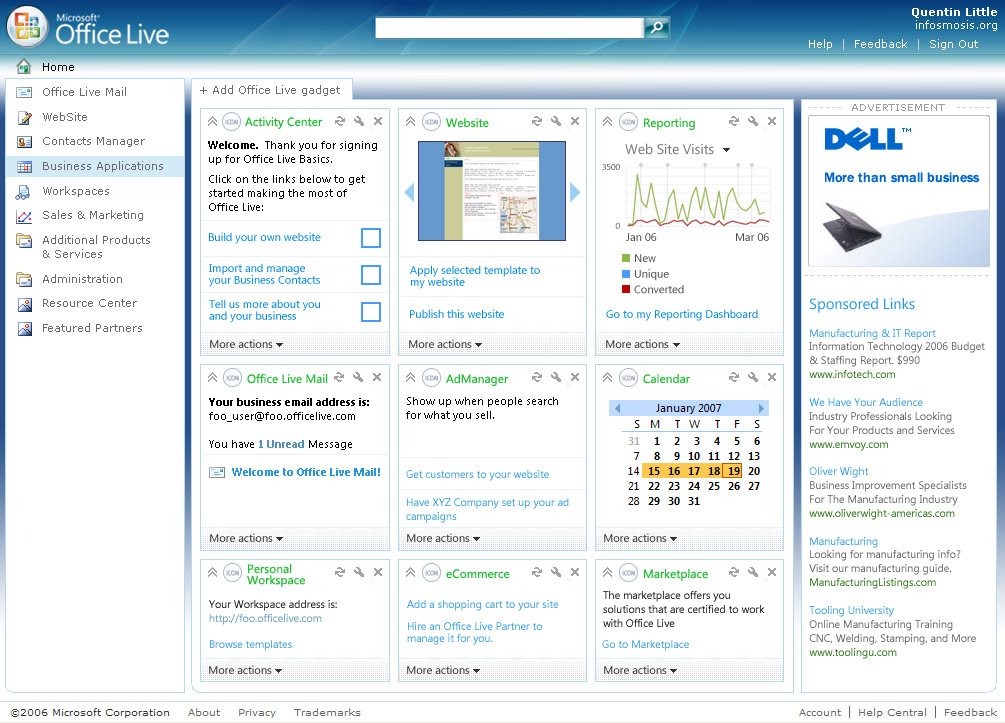 Microsoft®
Office Live
Quentin Little
infosmosis.org
Help | Feedback | Sign Out
Home
Office Live Mail
WebSite
Contacts Manager
Business Applications
Workspaces
Sales & Marketing
Additional Products
& Services
Administration
Resource Center
Featured Partners
+ Add Office Live gadget
ICON Activity Center
Welcome. Thank you for signing
up for Office Live Basics.
Click on the links below to get
started making the most of
Office Live:
Build your own website
Import and manage
your Business Contacts
Tell us more about you
and your business
More actions
ICON Website
Apply selected template to
my website
Publish this website
More actions
ICON Reporting
Web Site Visits
3500
0
Jan 06 Mar 06
New
Unique
Converted
Go to my Reporting Dashboard
More actions
ICON Office Live Mail
Your business email address is:
foo_user@foo.officelive.com
You have 1 Unread Message
Welcome to Office Live Mail!
More actions
ICON AdManager
Show up when people search
for what you sell.
Get customers to your website
Have XYZ Company set up your ad
campaigns
More actions
ICON Calendar
January 2007
S M T W T F S
31 1 2 3 4 5 6
7 8 9 10 11 12 13
14 15 16 17 18 19 20
21 22 23 24 25 26 27
28 29 30 31
More actions
ICON Personal
Workspace
Your Workspace address is:
http://foo.officelive.com
Browse templates
More actions
ICON eCommerce
Add a shopping cart to your site
Hire an Office Live Partner to
manage it for you.
More actions
ICON Marketplace
The marketplace offers you
solutions that are certified to work
with Office Live
Go to Marketplace
More actions
ADVERTISEMENT
DELL™
More than small business
Sponsored Links
Manufacturing & IT Report
Information Technology 2006 Budget
& Staffing Report. $990
www.infotech.com
We Have Your Audience
Industry Professionals Looking
For Your Products and Services
www.emvoy.com
Oliver Wight
Business Improvement Specialists
For The Manufacturing Industry
www.oliverwight-americas.com
Manufacturing
Looking for manufacturing info?
Visit our manufacturing guide.
ManufacturingListings.com
Tooling University
Online Manufacturing Training
CNC, Welding, Stamping, and More
www.toolingu.com
©2006 Microsoft Corporation About Privacy Trademarks
Account | Help Central | Feedback